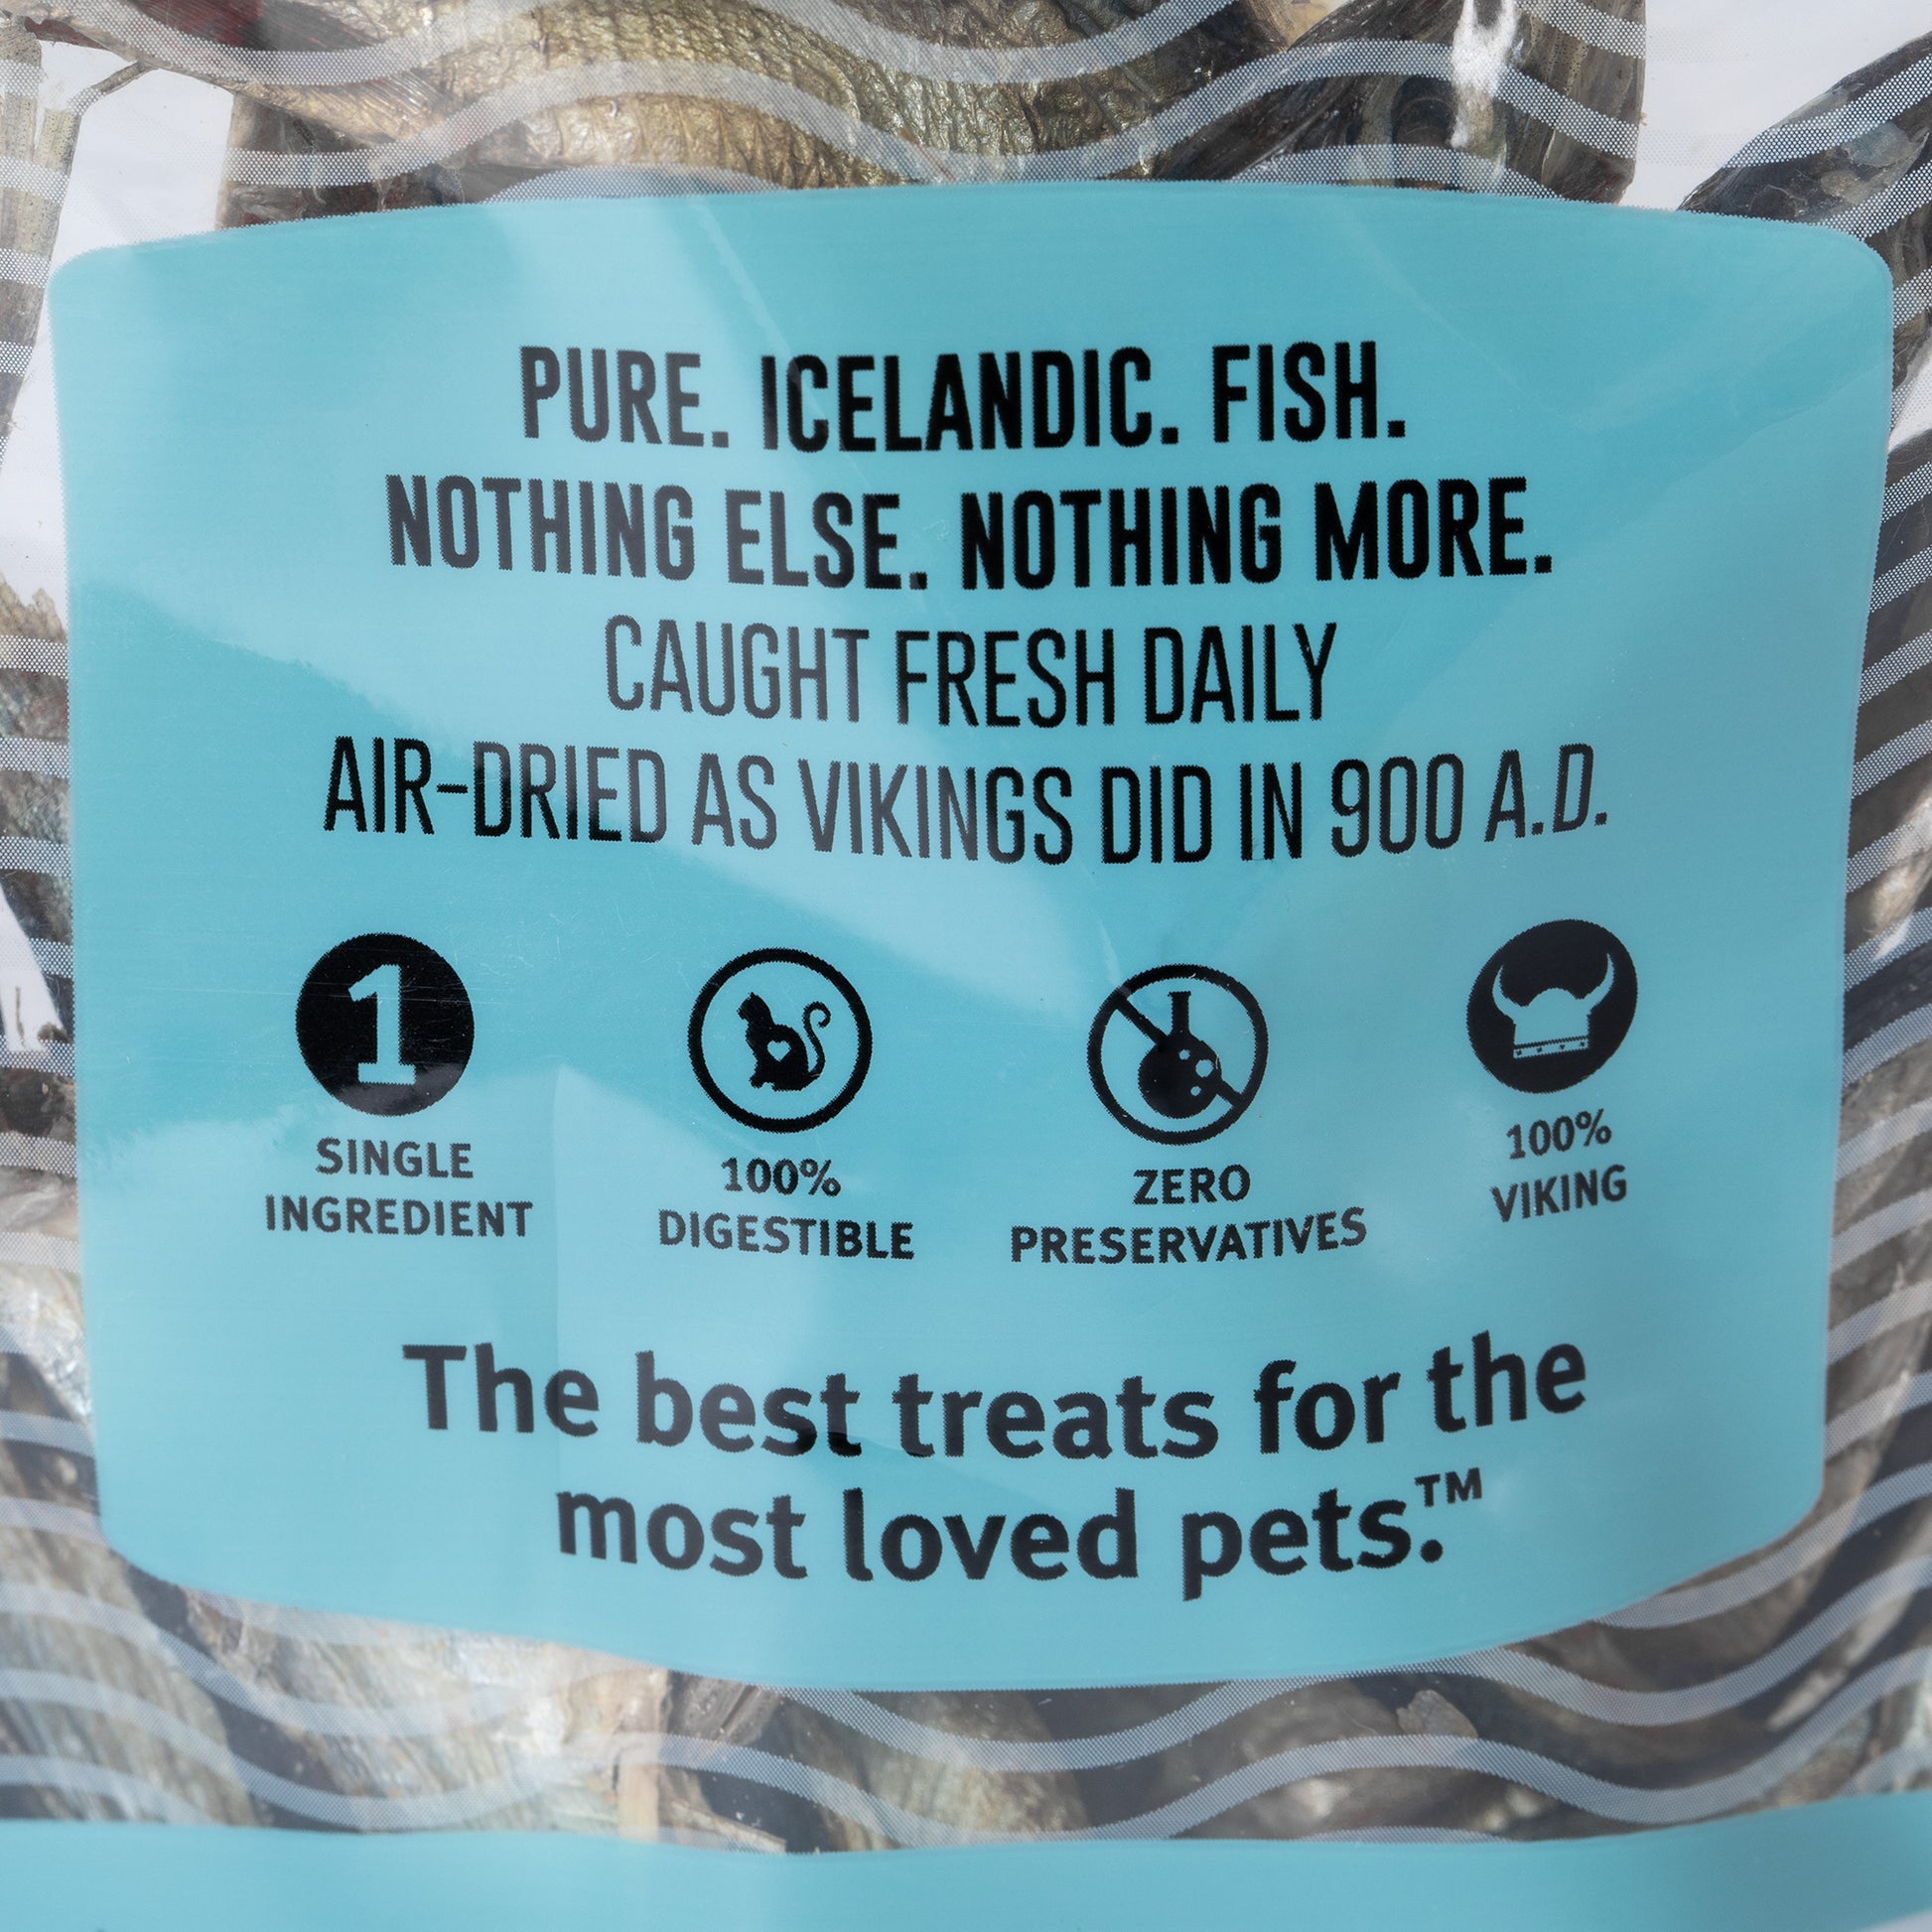 PURE. ICELANDIC. FISH.
NOTHING ELSE. NOTHING MORE.
CAUGHT FRESH DAILY
AIR-DRIED AS VIKINGS DID IN 900 A.D.
1
SINGLE
INGREDIENT
100%
DIGESTIBLE
ZERO
PRESERVATIVES
100%
VIKING
The best treats for the
most loved pets.™